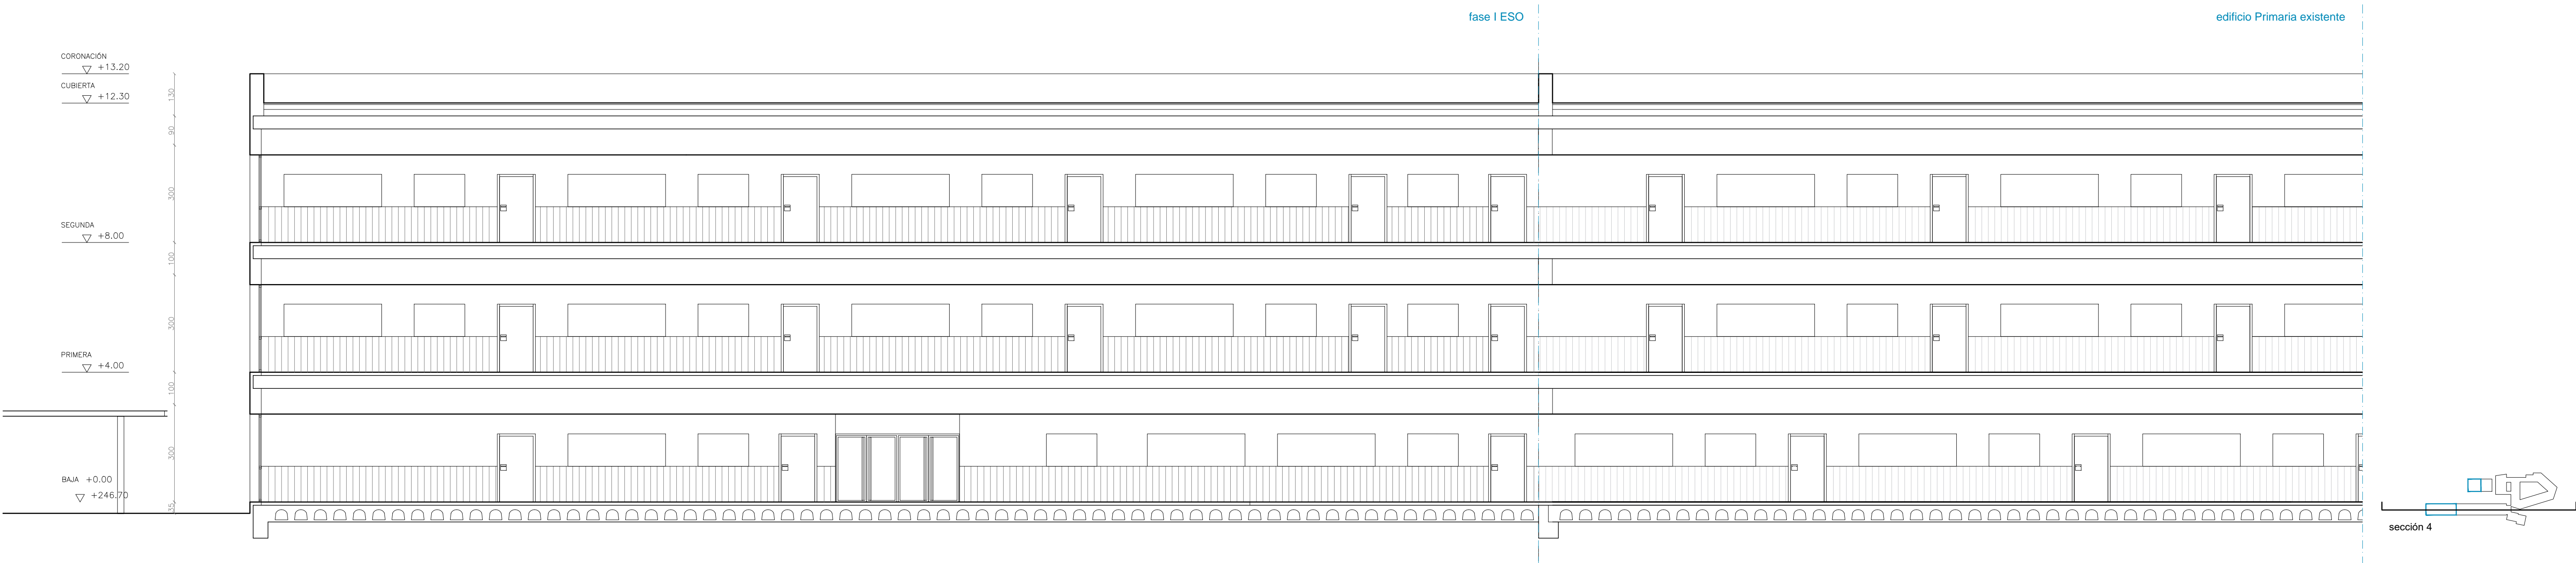 fase I ESO
edificio Primaria existente
CORONACIÓN
+13.20
CUBIERTA
+12.30
130
90
300
SEGUNDA
+8.00
100
300
PRIMERA
+4.00
100
300
BAJA +0.00
+246.70
35
sección 4